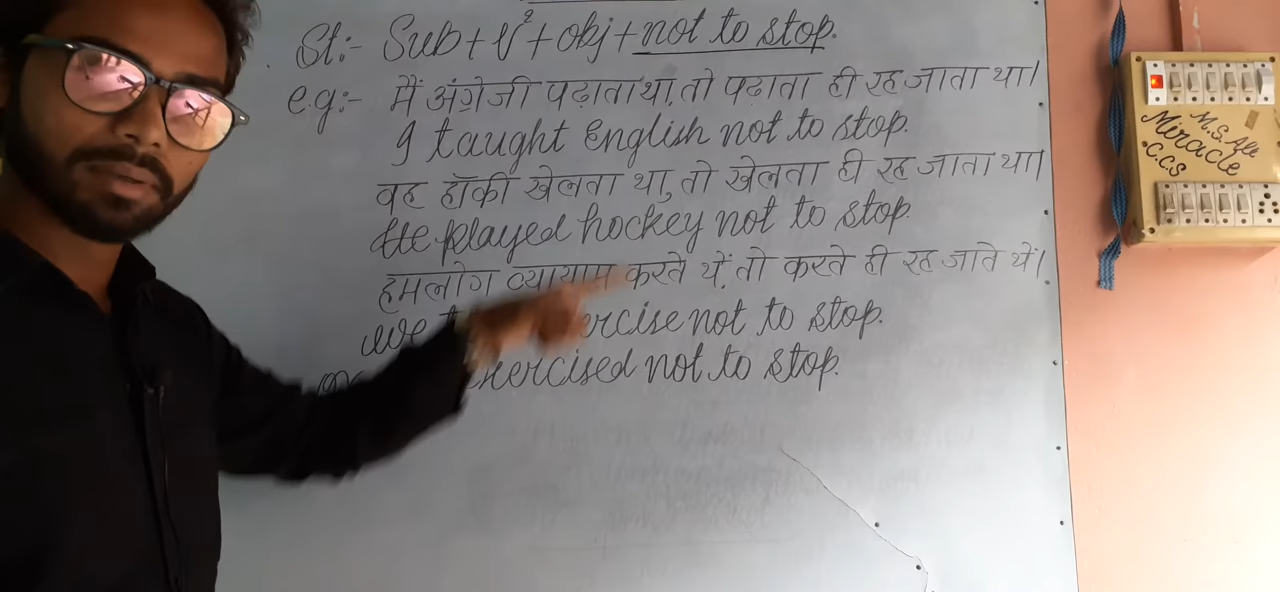 St:- Sub + V² + obj + not to stop.
e.g:- मैं अंग्रेजी पढ़ाता था, तो पढ़ाता ही रह जाता था।
I taught English not to stop.
वह हॉकी खेलता था, तो खेलता ही रह जाता था।
He played hockey not to stop.
हमलोग व्यायाम करते थें, तो करते ही रह जाते थें।
we ercise not to stop.
exercised not to stop.
M.S. Ali
Miracle
C.C.S